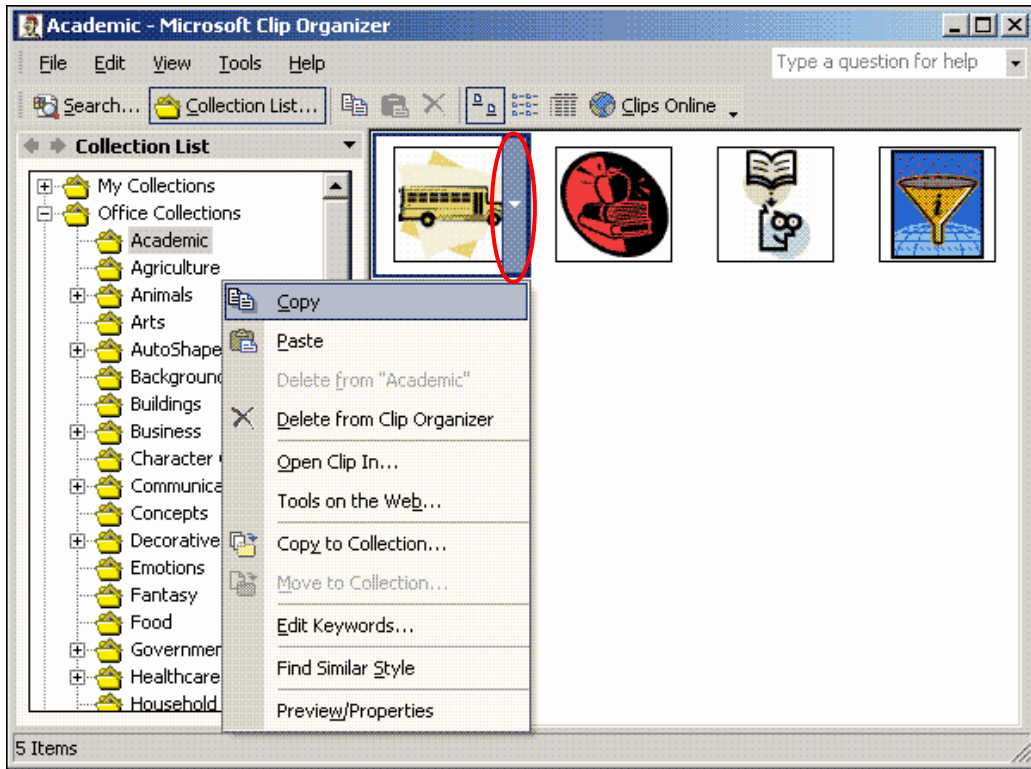 Academic - Microsoft Clip Organizer
File Edit View Tools Help
Type a question for help
Search... Collection List... Clips Online
Collection List
My Collections
Office Collections
Academic
Agriculture
Animals
Arts
AutoShape
Background
Buildings
Business
Character
Communica
Concepts
Decorative
Emotions
Fantasy
Food
Governmer
Healthcare
Household
Copy
Paste
Delete from "Academic"
Delete from Clip Organizer
Open Clip In...
Tools on the Web...
Copy to Collection...
Move to Collection...
Edit Keywords...
Find Similar Style
Preview/Properties
i
5 Items